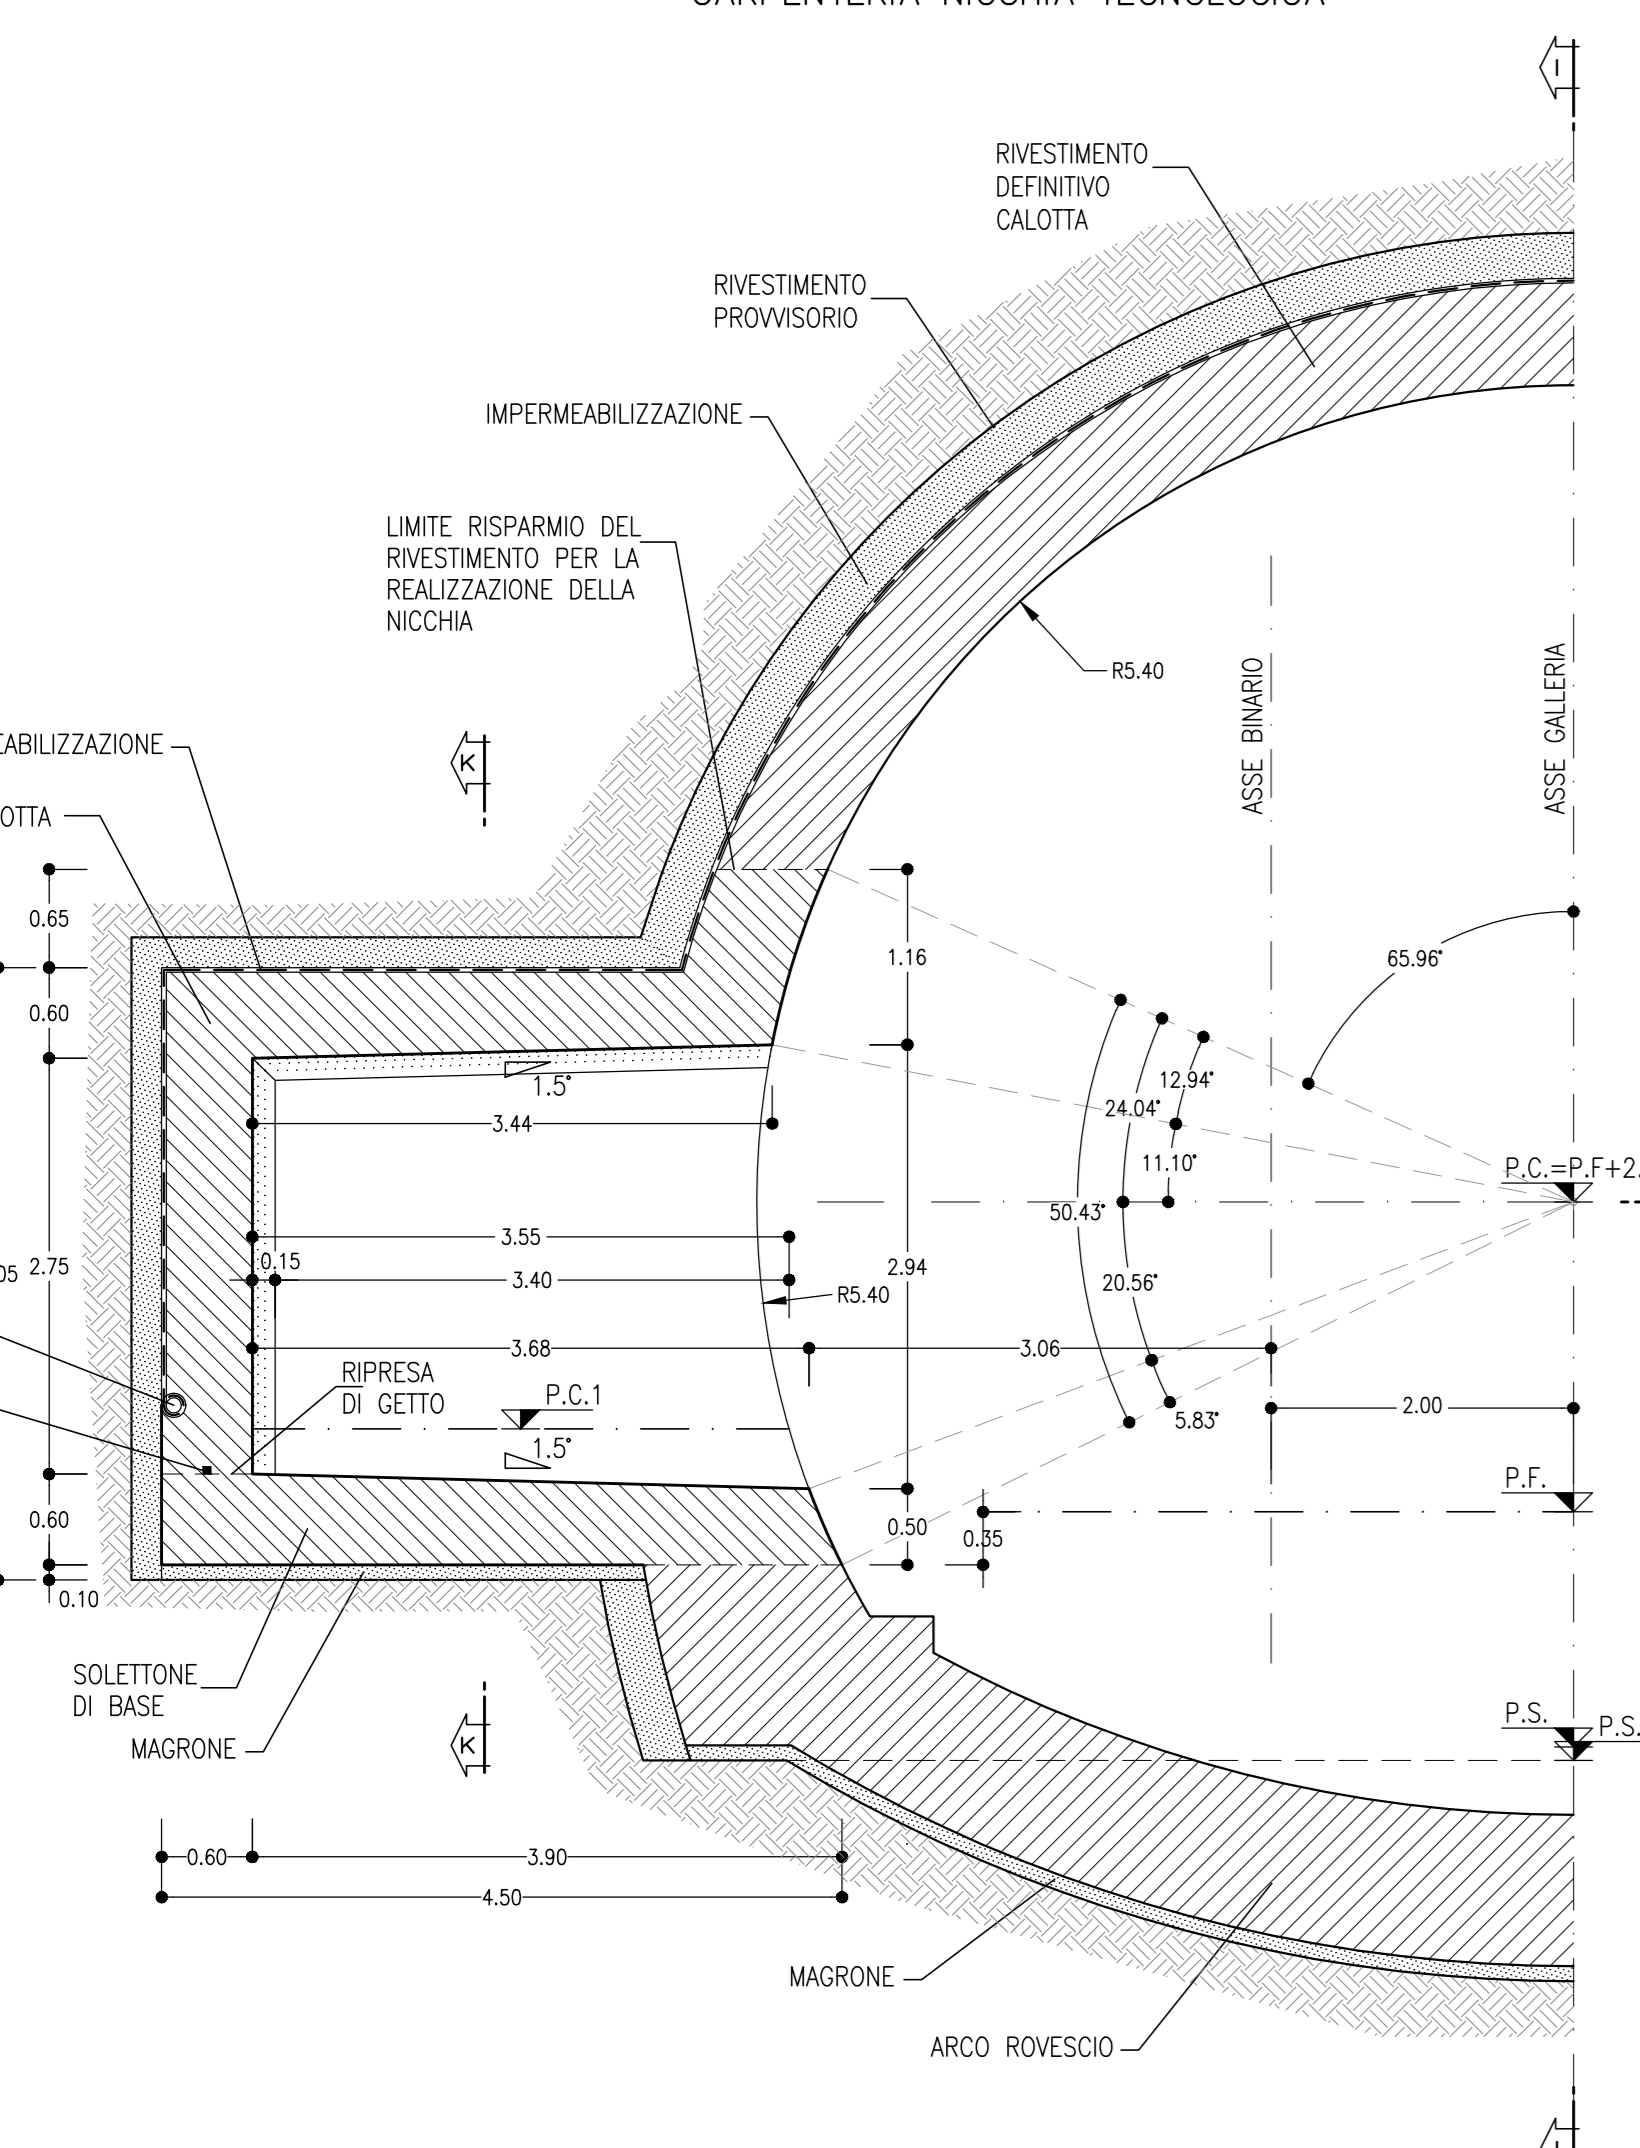 CARPENTERIA NICCHIA TECNOLOGICA
I
RIVESTIMENTO
DEFINITIVO
CALOTTA
RIVESTIMENTO
PROVVISORIO
IMPERMEABILIZZAZIONE
LIMITE RISPARMIO DEL
RIVESTIMENTO PER LA
REALIZZAZIONE DELLA
NICCHIA
R5.40
ASSE BINARIO
ASSE GALLERIA
EABILIZZAZIONE
K
OTTA
0.65
1.16
65.96°
0.60
12.94°
1.5°
24.04°
3.44
11.10°
P.C.=P.F+2.
50.43°
3.55
0.15
05
2.75
2.94
3.40
20.56°
R5.40
3.68
3.06
RIPRESA
DI GETTO
P.C.1
2.00
5.83°
1.5°
P.F.
0.60
0.50
0.35
0.10
SOLETTONE
DI BASE
MAGRONE
K
P.S.
P.S.
0.60
3.90
4.50
MAGRONE
ARCO ROVESCIO